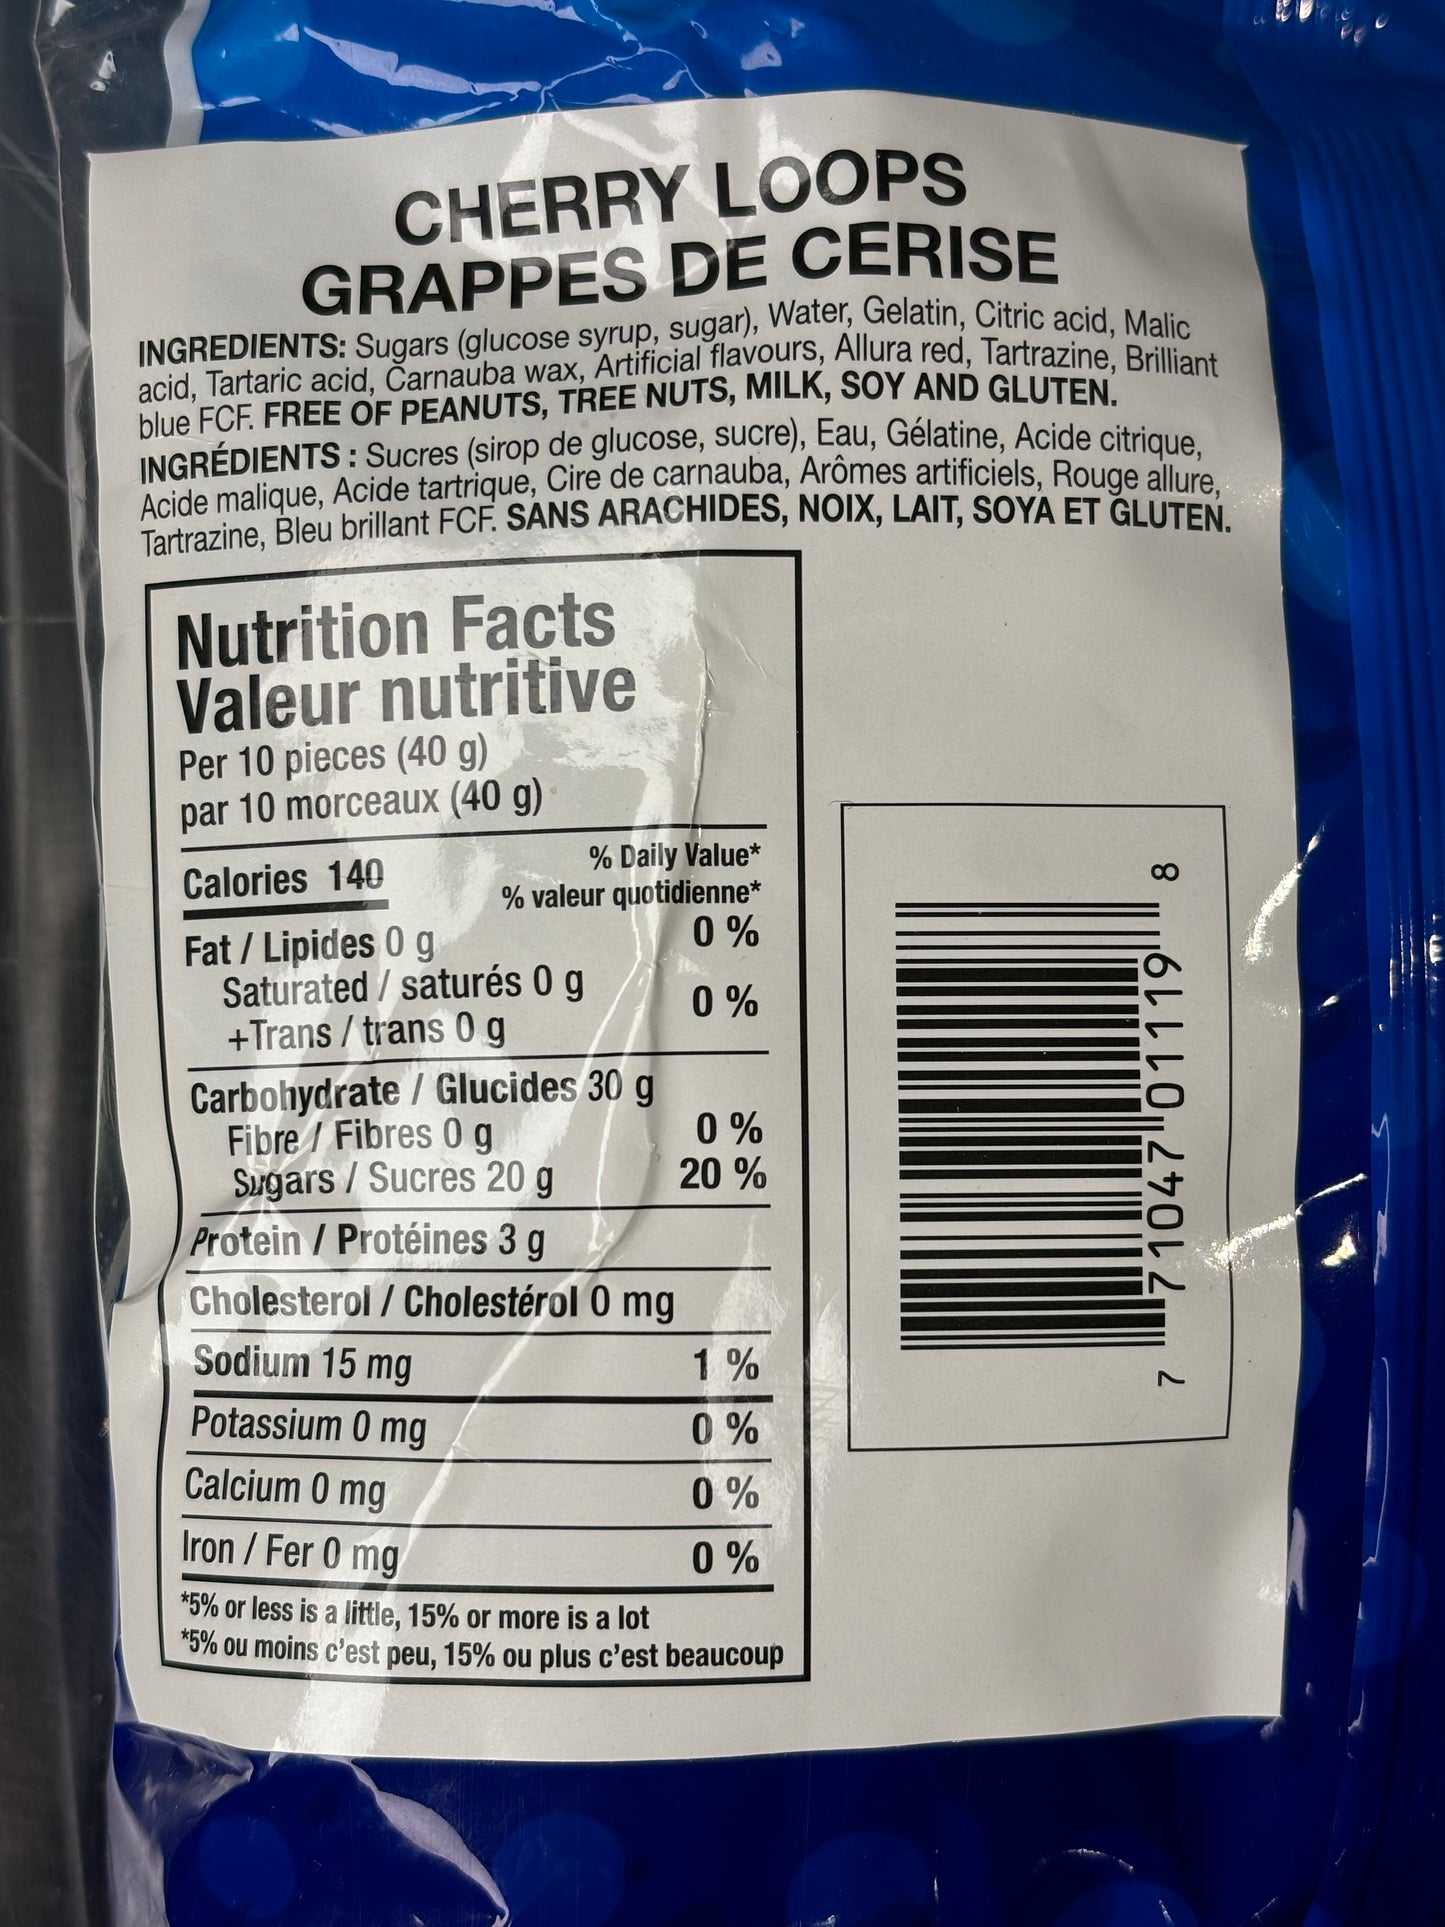 CHERRY LOOPS
GRAPPES DE CERISE
INGREDIENTS: Sugars (glucose syrup, sugar), Water, Gelatin, Citric acid, Malic
acid, Tartaric acid, Carnauba wax, Artificial flavours, Allura red, Tartrazine, Brilliant
blue FCF. FREE OF PEANUTS, TREE NUTS, MILK, SOY AND GLUTEN.
INGRÉDIENTS : Sucres (sirop de glucose, sucre), Eau, Gélatine, Acide citrique,
Acide malique, Acide tartrique, Cire de carnauba, Arômes artificiels, Rouge allure,
Tartrazine, Bleu brillant FCF. SANS ARACHIDES, NOIX, LAIT, SOYA ET GLUTEN.
Nutrition Facts
Valeur nutritive
Per 10 pieces (40 g)
par 10 morceaux (40 g)
Calories 140 % Daily Value*
% valeur quotidienne*
Fat / Lipides 0 g 0 %
Saturated / saturés 0 g 0 %
+Trans / trans 0 g
Carbohydrate / Glucides 30 g
Fibre / Fibres 0 g 0 %
Sugars / Sucres 20 g 20 %
Protein / Protéines 3 g
Cholesterol / Cholestérol 0 mg
Sodium 15 mg 1 %
Potassium 0 mg 0 %
Calcium 0 mg 0 %
Iron / Fer 0 mg 0 %
*5% or less is a little, 15% or more is a lot
*5% ou moins c'est peu, 15% ou plus c'est beaucoup
7 71047 01119 8